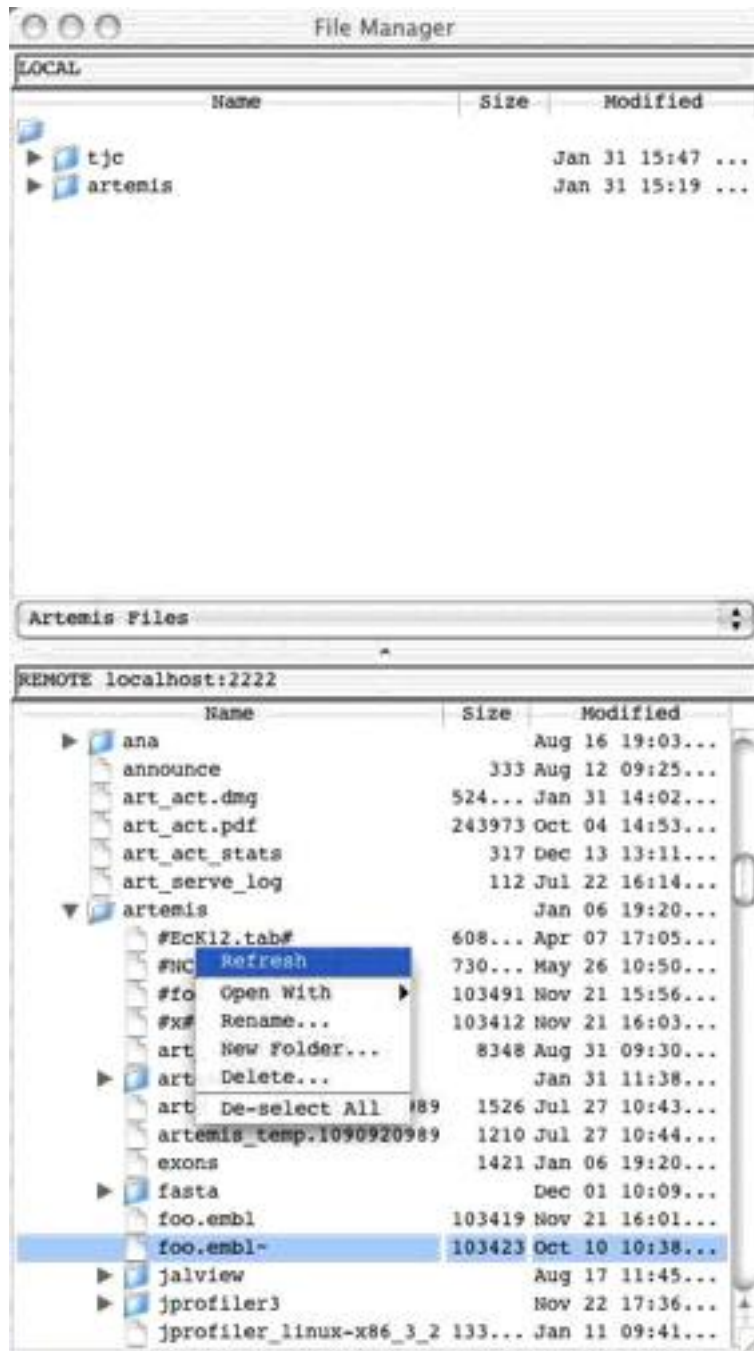 File Manager
LOCAL
Name Size Modified
tjc Jan 31 15:47 ...
artemis Jan 31 15:19 ...
Artemis Files
REMOTE localhost:2222
Name Size Modified
ana Aug 16 19:03...
announce 333 Aug 12 09:25...
art_act.dmg 524... Jan 31 14:02...
art_act.pdf 243973 Oct 04 14:53...
art_act_stats 317 Dec 13 13:11...
art_serve_log 112 Jul 22 16:14...
artemis Jan 06 19:20...
#EcK12.tab# 608... Apr 07 17:05...
#NC Refresh 730... May 26 10:50...
#fo Open With 103491 Nov 21 15:56...
#x# Rename... 103412 Nov 21 16:03...
art New Folder... 8348 Aug 31 09:30...
art Delete... Jan 31 11:38...
art De-select All 989 1526 Jul 27 10:43...
artemis_temp.1090920989 1210 Jul 27 10:44...
exons 1421 Jan 06 19:20...
fasta Dec 01 10:09...
foo.embl 103419 Nov 21 16:01...
foo.embl~ 103423 Oct 10 10:38...
jalview Aug 17 11:45...
jprofiler3 Nov 22 17:36...
jprofiler_linux-x86_3_2 133... Jan 11 09:41...